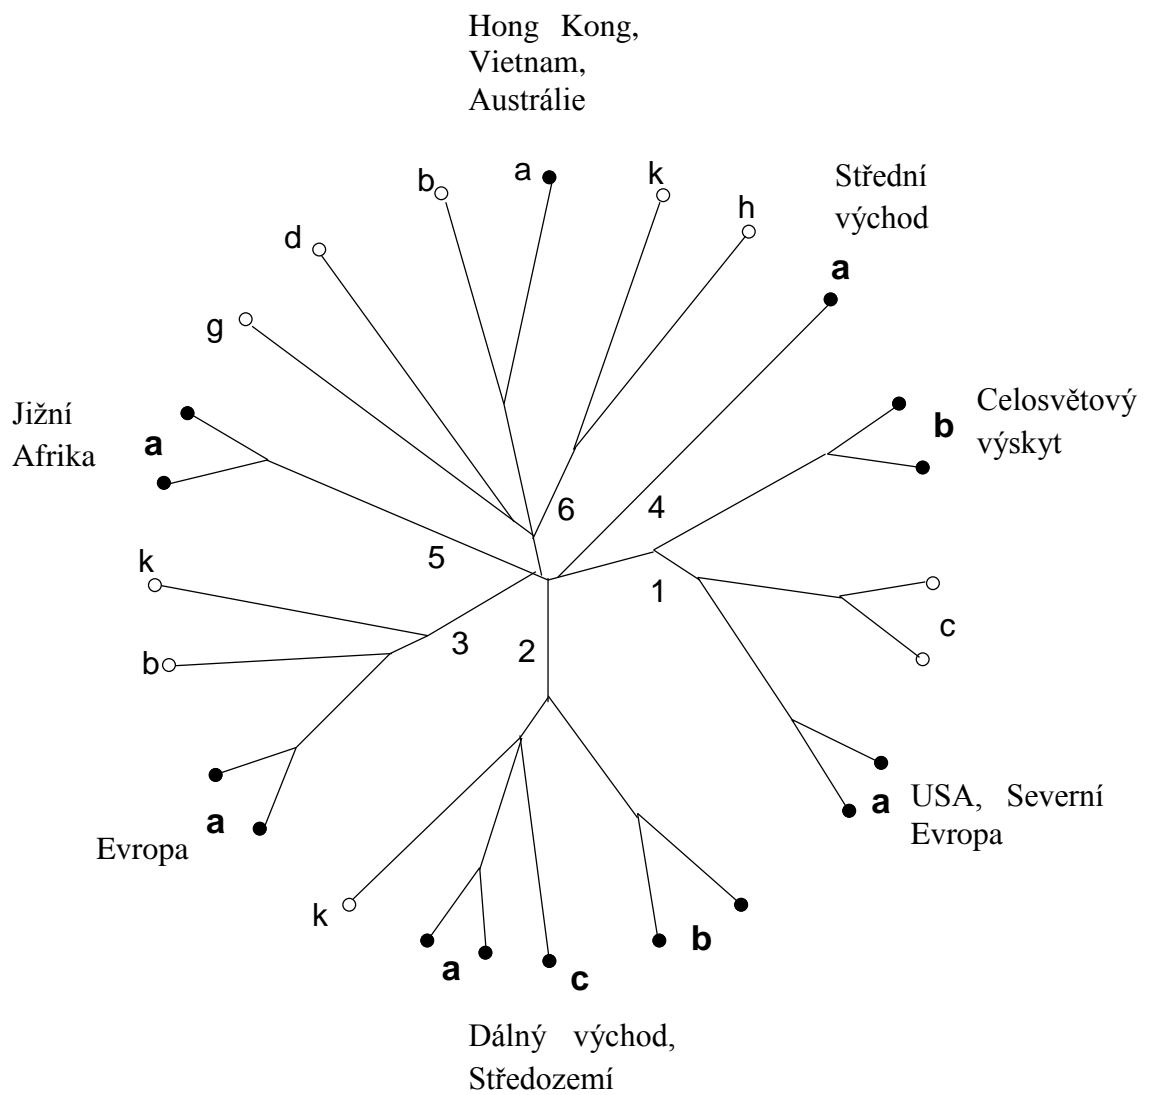 Hong Kong,
Vietnam,
Austrálie
b
a
k
h
d
g
Střední
východ
a
Jižní
Afrika
a
Celosvětový
výskyt
b
6
4
5
1
3
2
k
b
c
a
Evropa
a
USA, Severní
Evropa
k
a
c
b
Dálný východ,
Středozemí